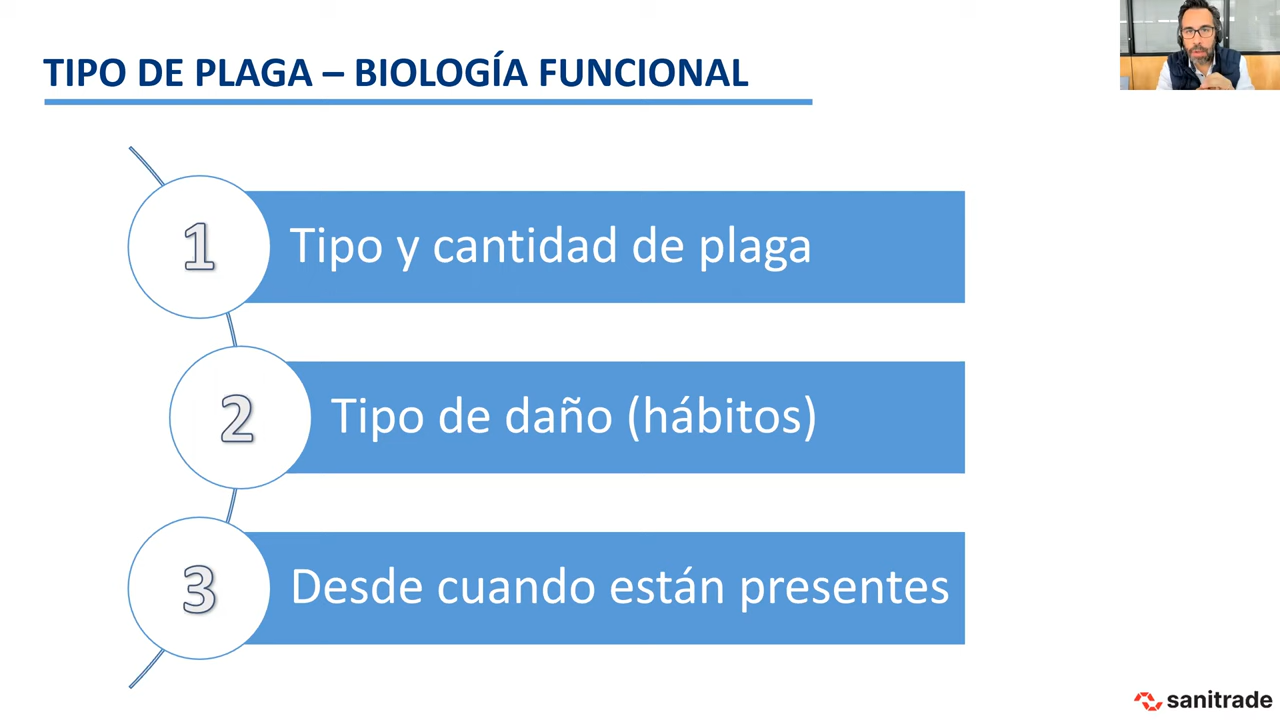 TIPO DE PLAGA – BIOLOGÍA FUNCIONAL
1
Tipo y cantidad de plaga
2
Tipo de daño (hábitos)
3
Desde cuando están presentes
sanitrade